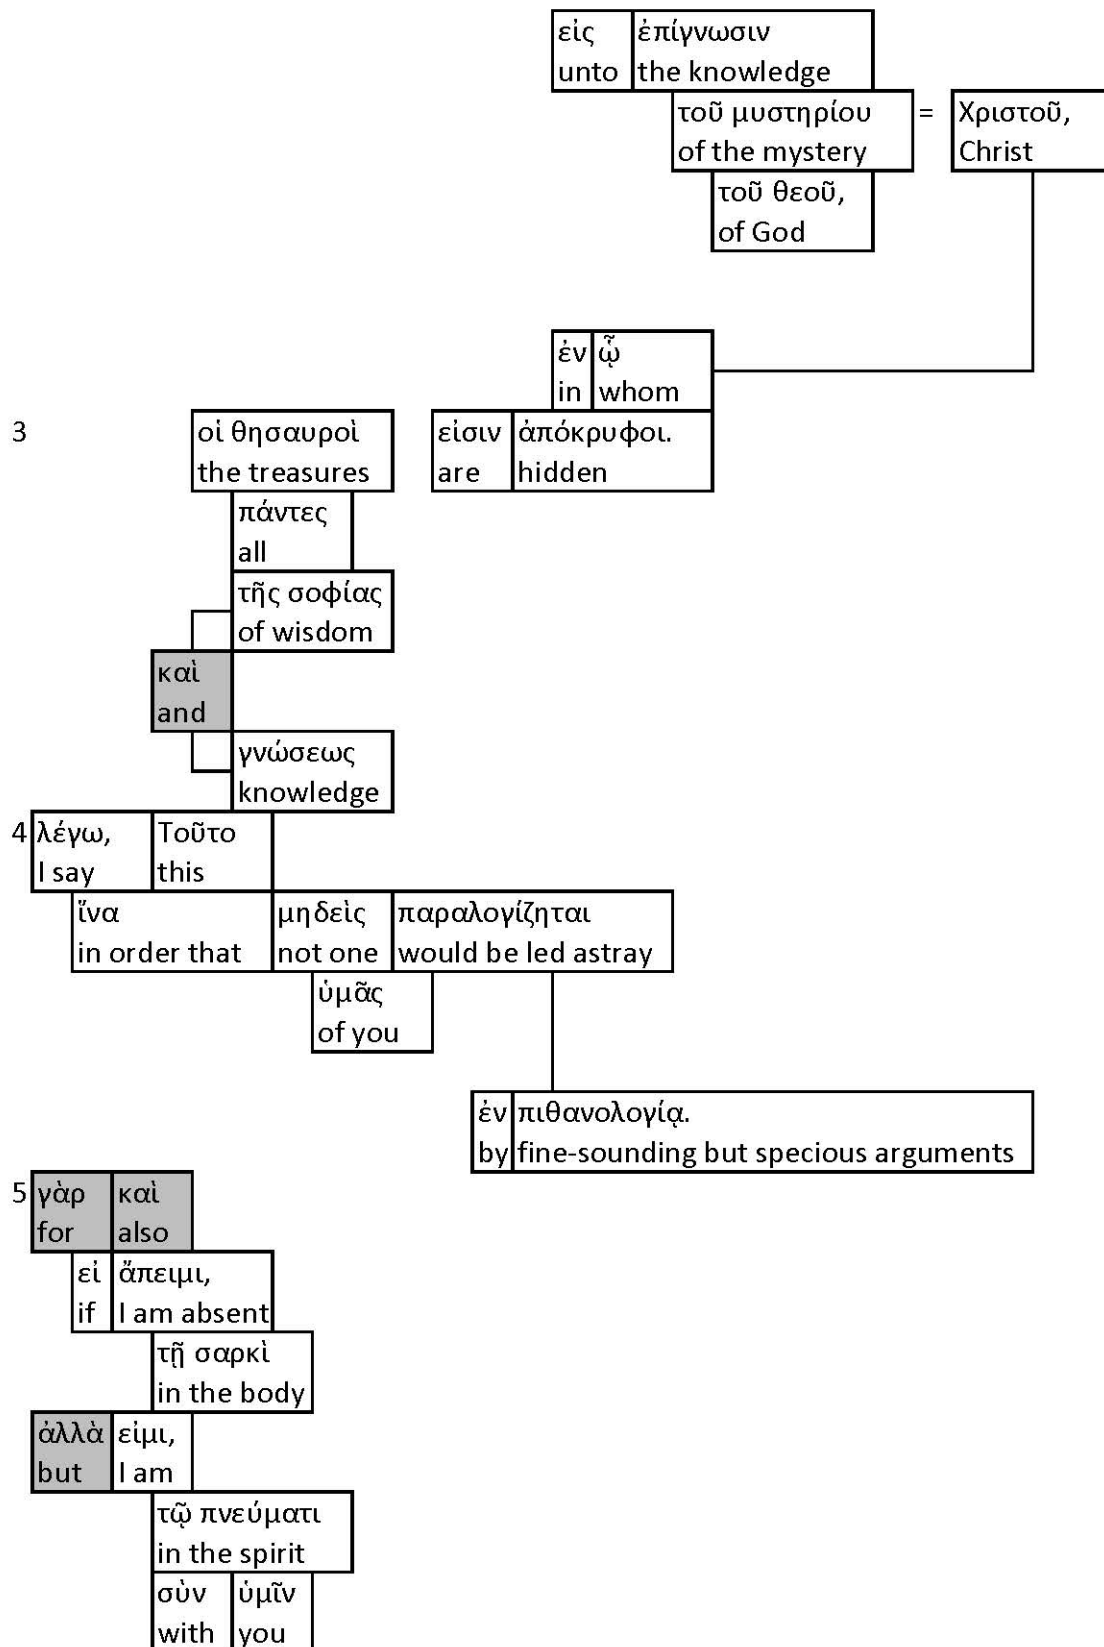 εἰς ἐπίγνωσιν
unto the knowledge
τοῦ μυστηρίου = Χριστοῦ,
of the mystery Christ
τοῦ θεοῦ,
of God
ἐν ᾧ
in whom
3 οἱ θησαυροὶ εἰσιν ἀπόκρυφοι.
the treasures are hidden
πάντες
all
τῆς σοφίας
of wisdom
καὶ
and
γνώσεως
knowledge
4 λέγω, Τοῦτο
I say this
ἵνα μηδεὶς παραλογίζηται
in order that not one would be led astray
ὑμᾶς
of you
ἐν πιθανολογίᾳ.
by fine-sounding but specious arguments
5 γὰρ καὶ
for also
εἰ ἄπειμι,
if I am absent
τῇ σαρκὶ
in the body
ἀλλὰ εἰμι,
but I am
τῷ πνεύματι
in the spirit
σὺν ὑμῖν
with you